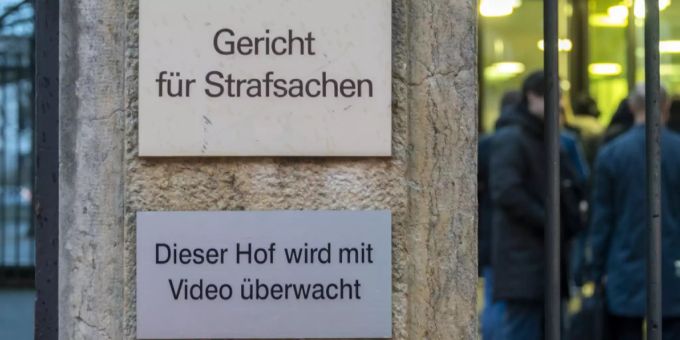 Gericht
für Strafsachen
Dieser Hof wird mit
Video überwacht